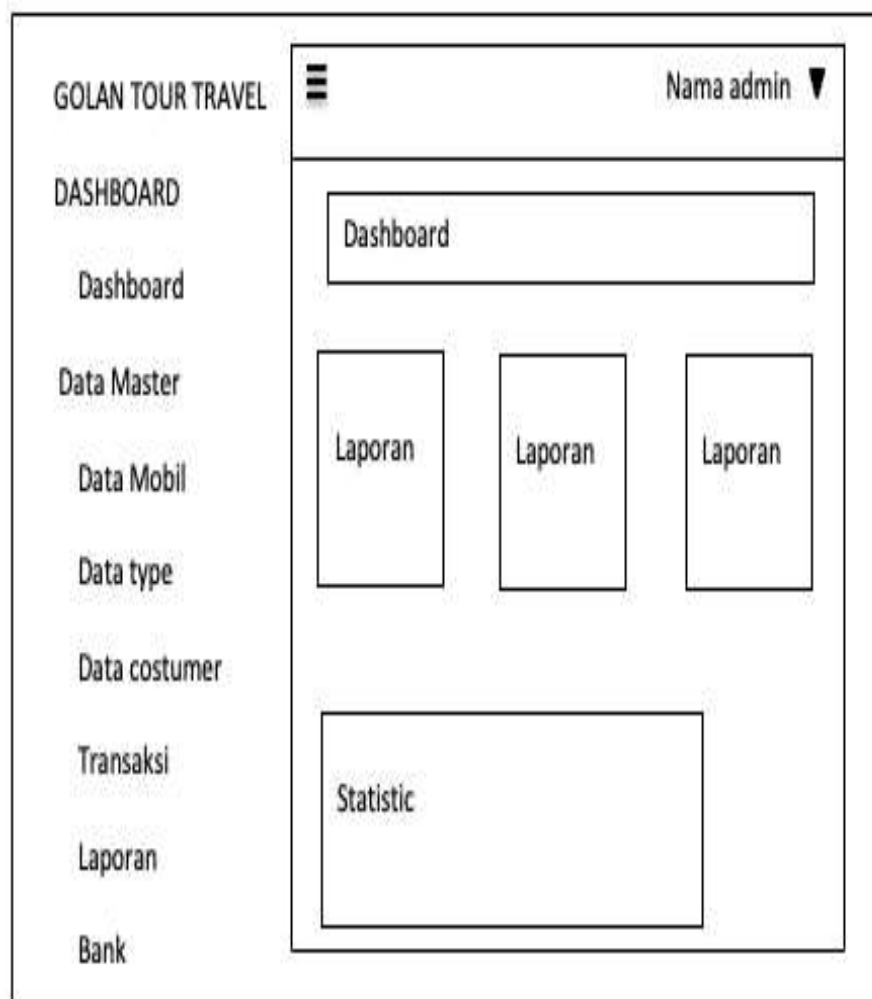 GOLAN TOUR TRAVEL
DASHBOARD
Dashboard
Data Master
Data Mobil
Data type
Data costumer
Transaksi
Laporan
Bank
Nama admin
Dashboard
Laporan
Laporan
Laporan
Statistic